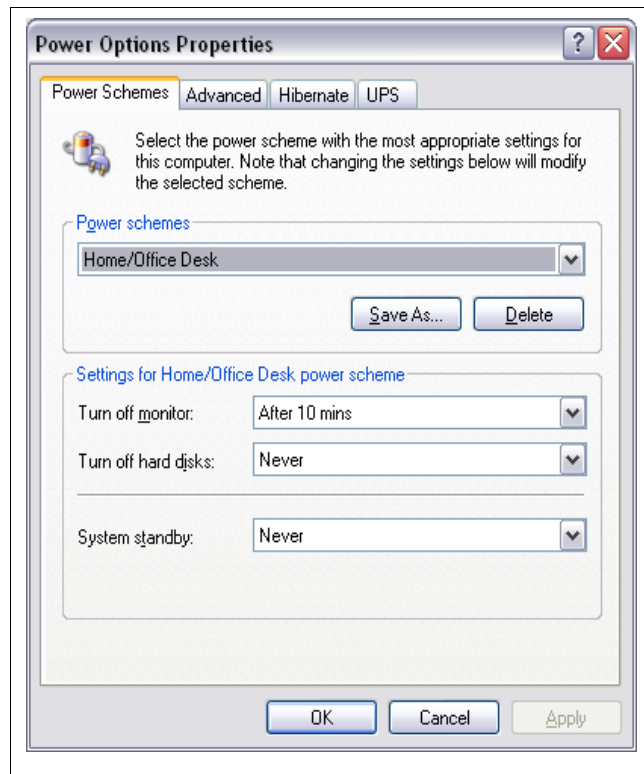 Power Options Properties
Power Schemes Advanced Hibernate UPS
Select the power scheme with the most appropriate settings for
this computer. Note that changing the settings below will modify
the selected scheme.
Power schemes
Home/Office Desk
Save As... Delete
Settings for Home/Office Desk power scheme
Turn off monitor: After 10 mins
Turn off hard disks: Never
System standby: Never
OK Cancel Apply